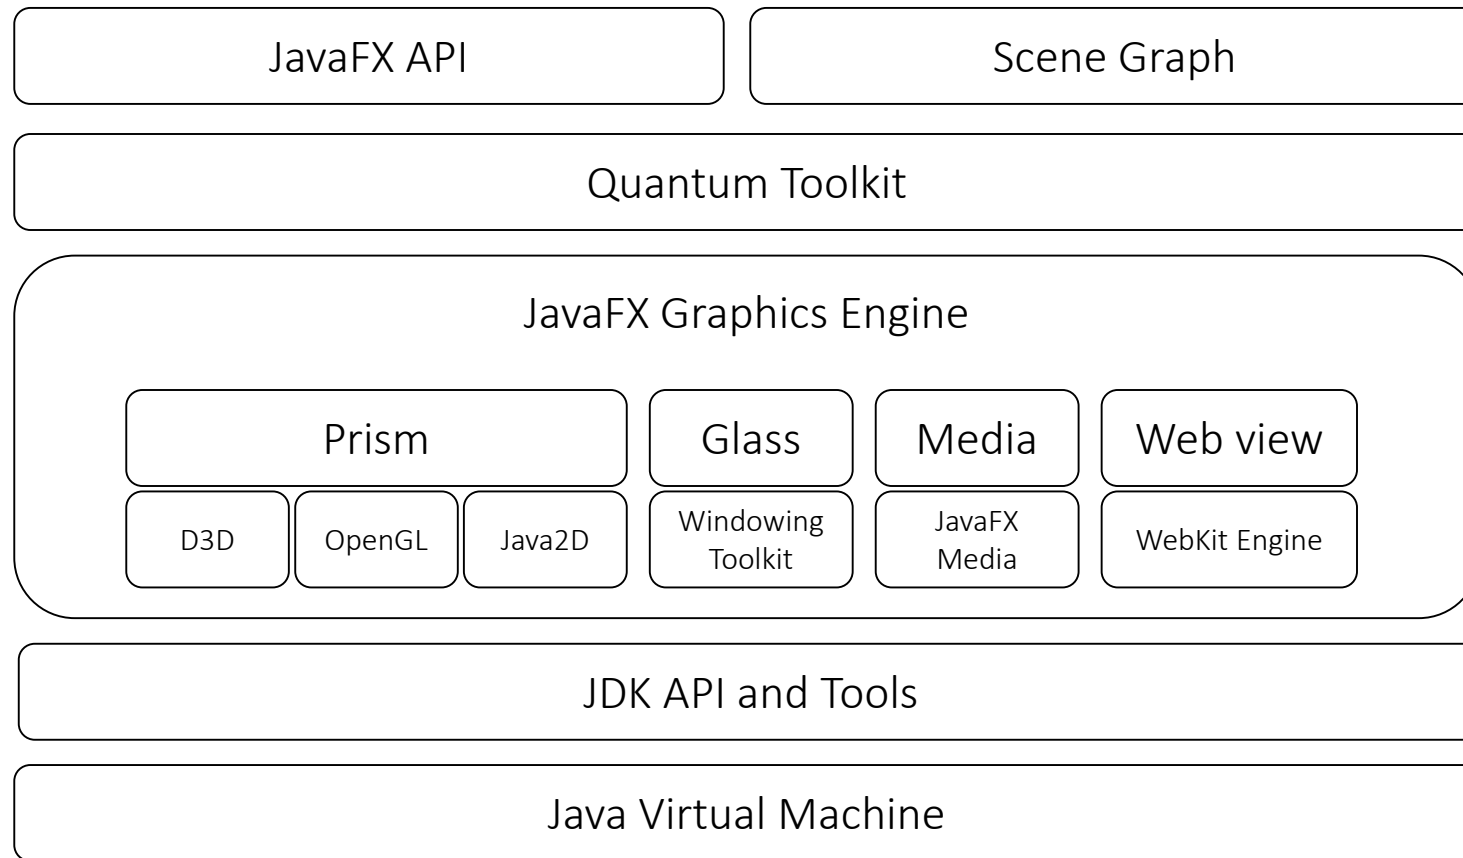 JavaFX API
Scene Graph
Quantum Toolkit
JavaFX Graphics Engine
Prism
Glass
Media
Web view
D3D
OpenGL
Java2D
Windowing
Toolkit
JavaFX
Media
WebKit Engine
JDK API and Tools
Java Virtual Machine